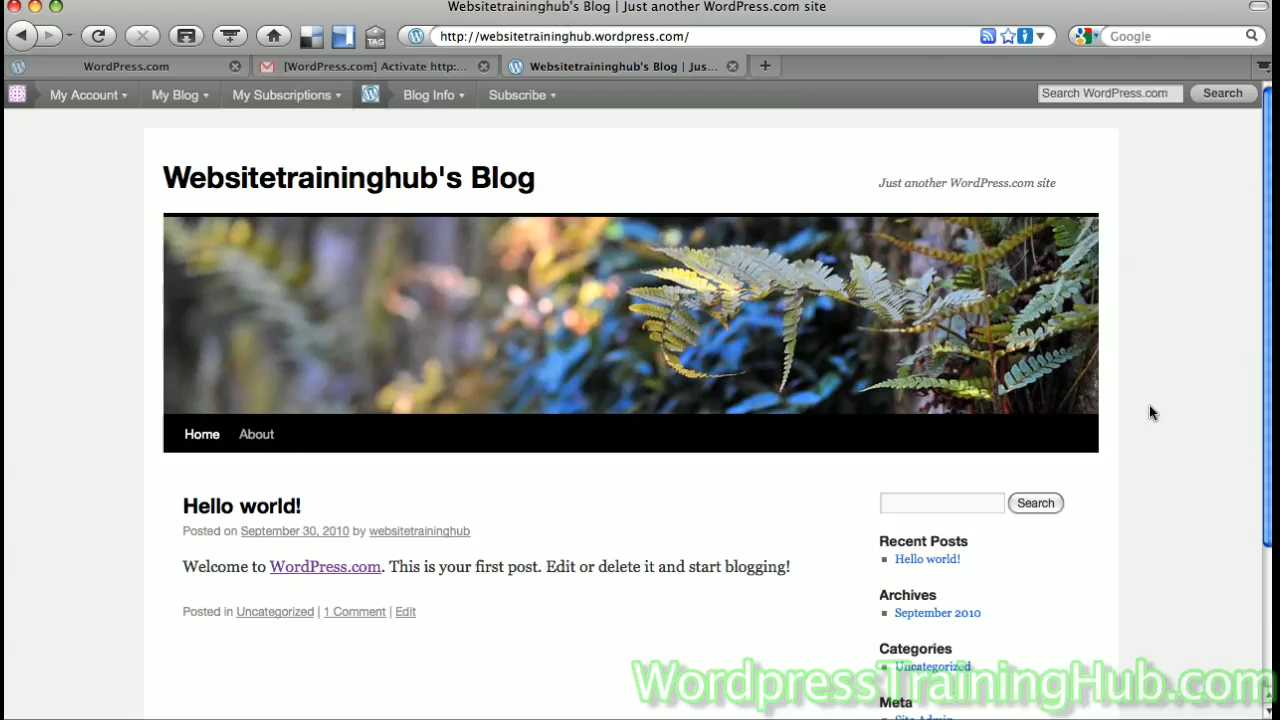 Websitetraininghub's Blog | Just another WordPress.com site
TAG
http://websitetraininghub.wordpress.com/
Google
WordPress.com
[WordPress.com] Activate http:...
Websitetraininghub's Blog | Jus...
My Account
My Blog
My Subscriptions
Blog Info
Subscribe
Search WordPress.com
Search
Websitetraininghub's Blog
Just another WordPress.com site
Home
About
Hello world!
Posted on September 30, 2010 by websitetraininghub
Welcome to WordPress.com. This is your first post. Edit or delete it and start blogging!
Posted in Uncategorized | 1 Comment | Edit
Search
Recent Posts
Hello world!
Archives
September 2010
Categories
Uncategorized
Meta
Site Admin
WordpressTrainingHub.com